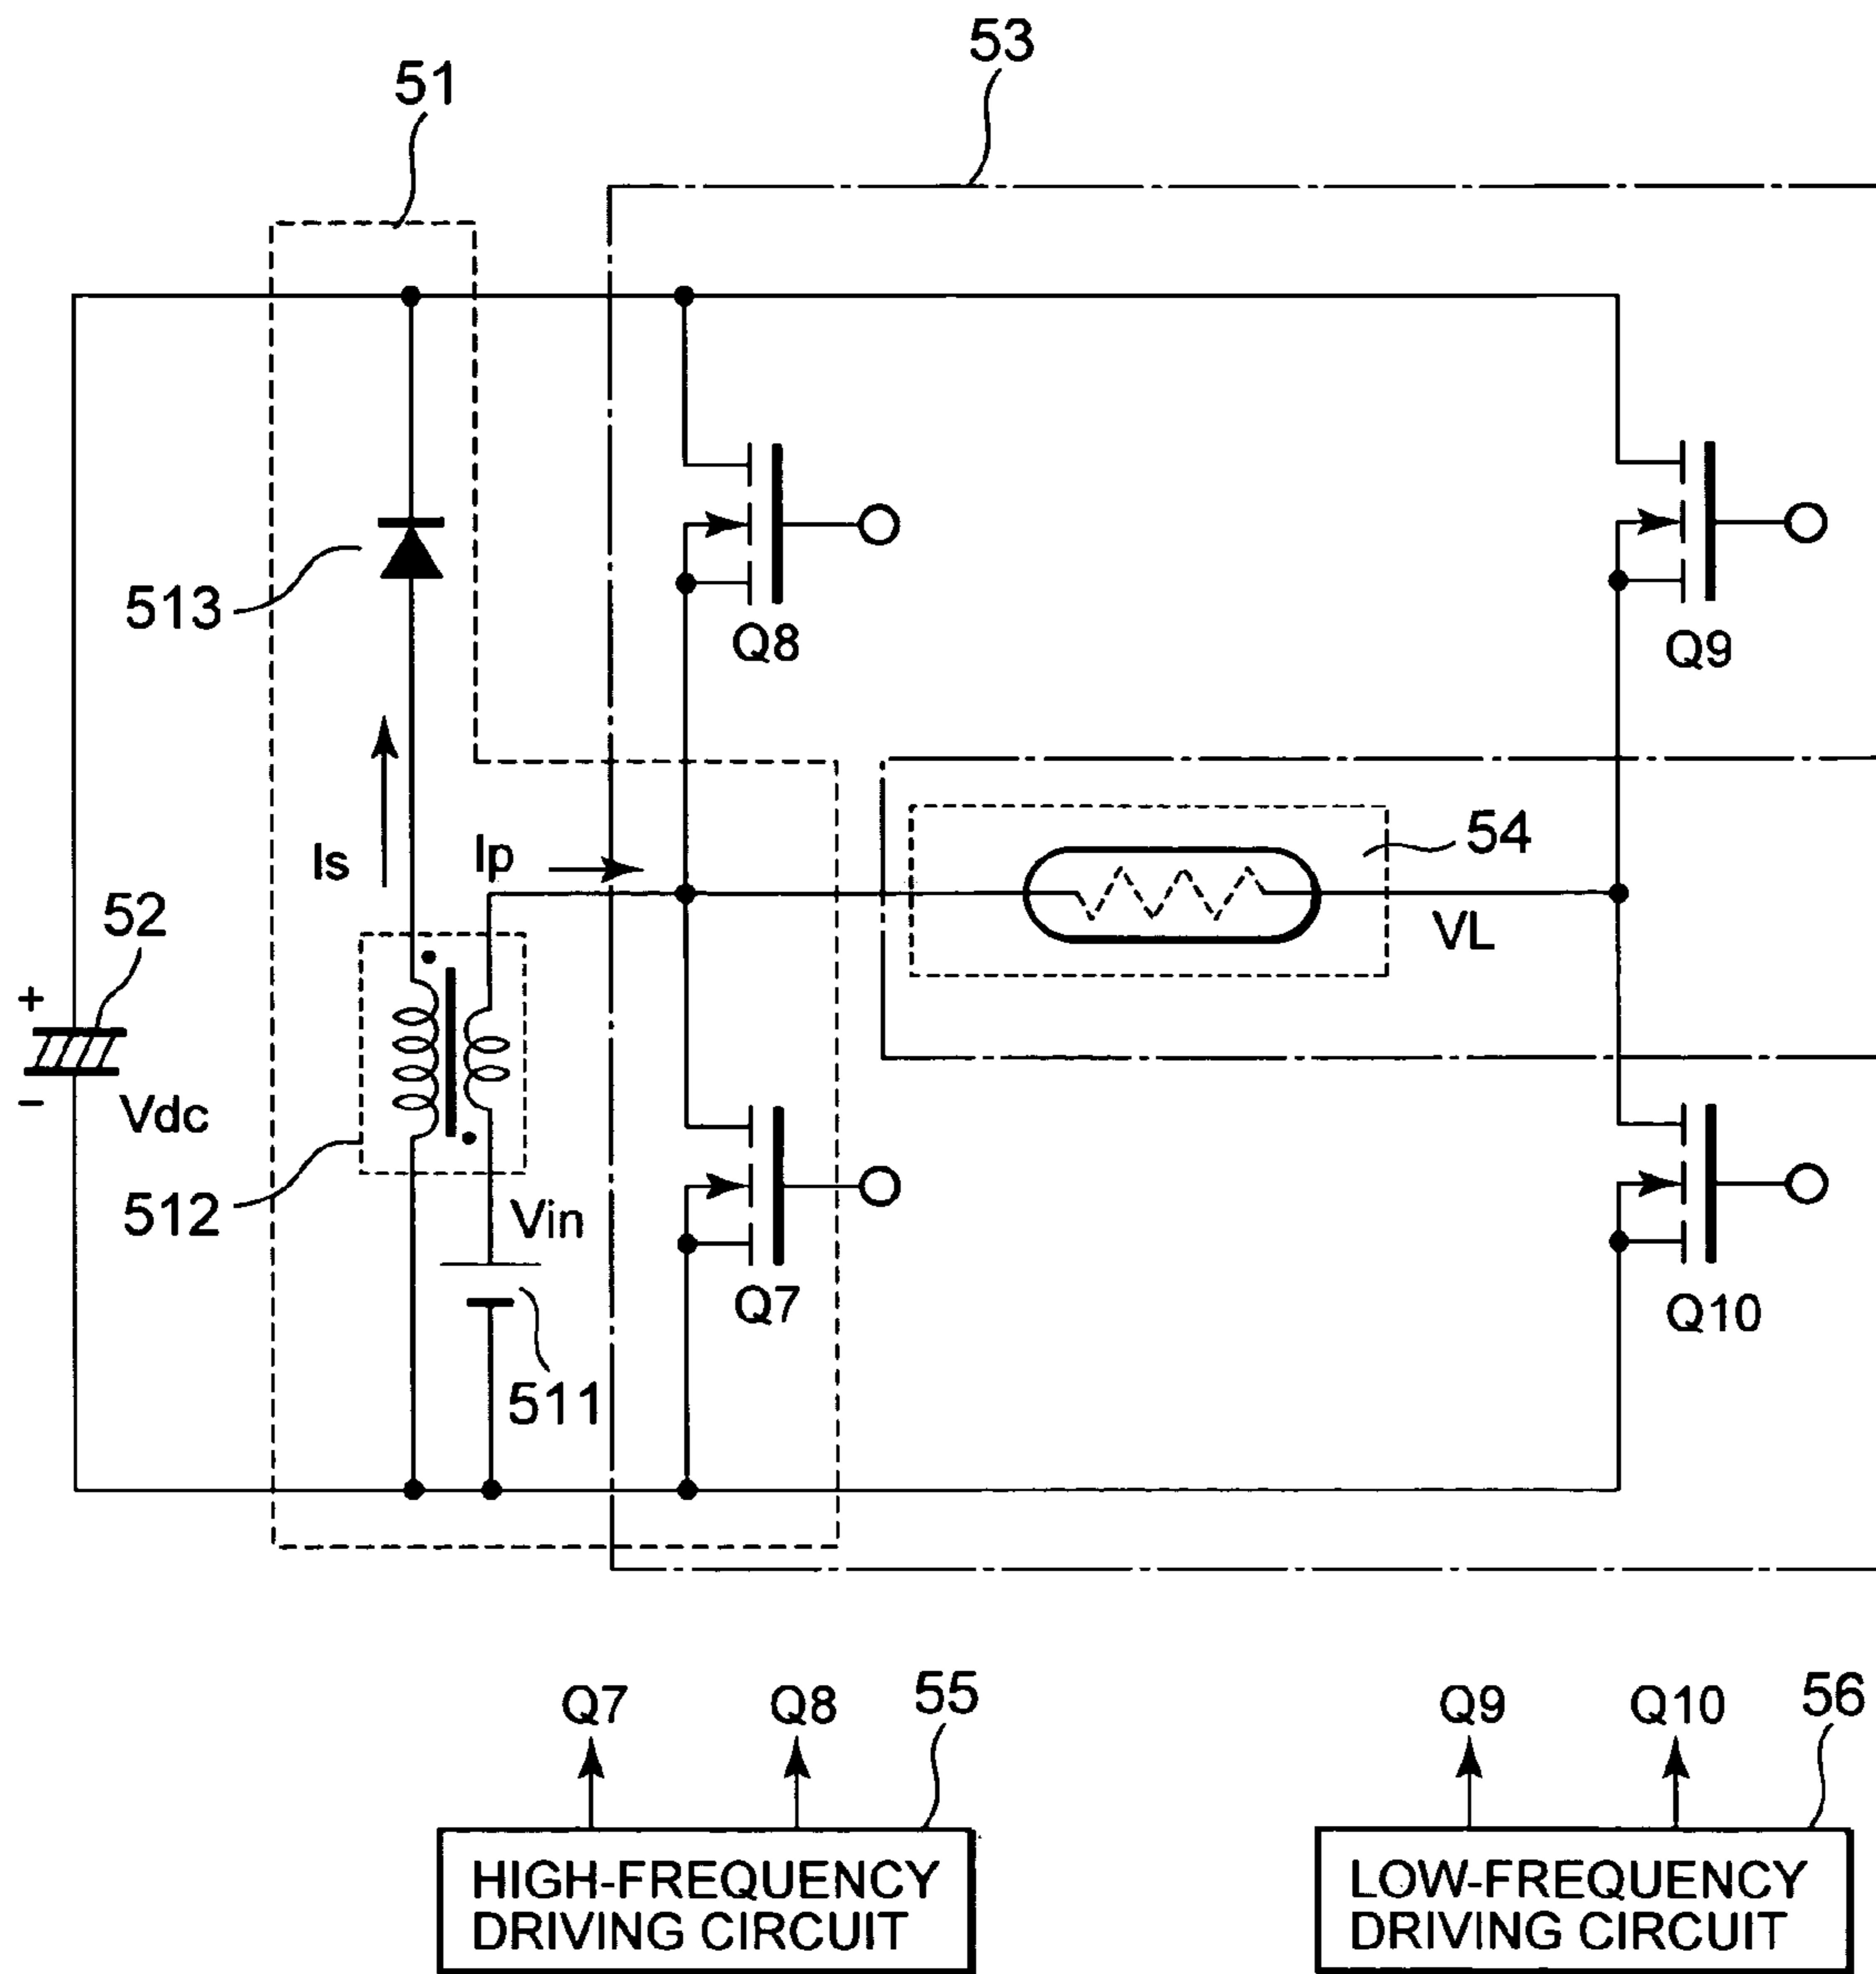 53
51
513
Q8
Q9
Is
Ip
54
52
VL
+
−
Vdc
512
Vin
Q7
Q10
511
Q7
Q8
55
Q9
Q10
56
HIGH-FREQUENCY
DRIVING CIRCUIT
LOW-FREQUENCY
DRIVING CIRCUIT